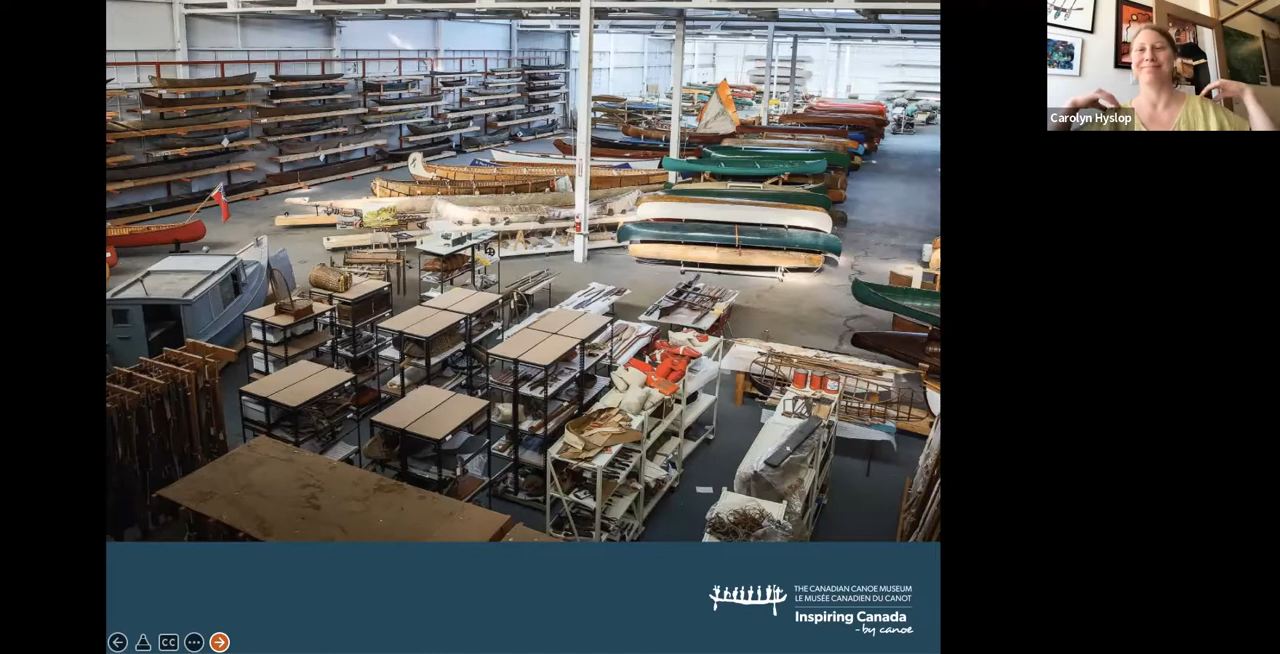 Carolyn Hyslop
THE CANADIAN CANOE MUSEUM
LE MUSÉE CANADIEN DU CANOT
Inspiring Canada
- by canoe
CC